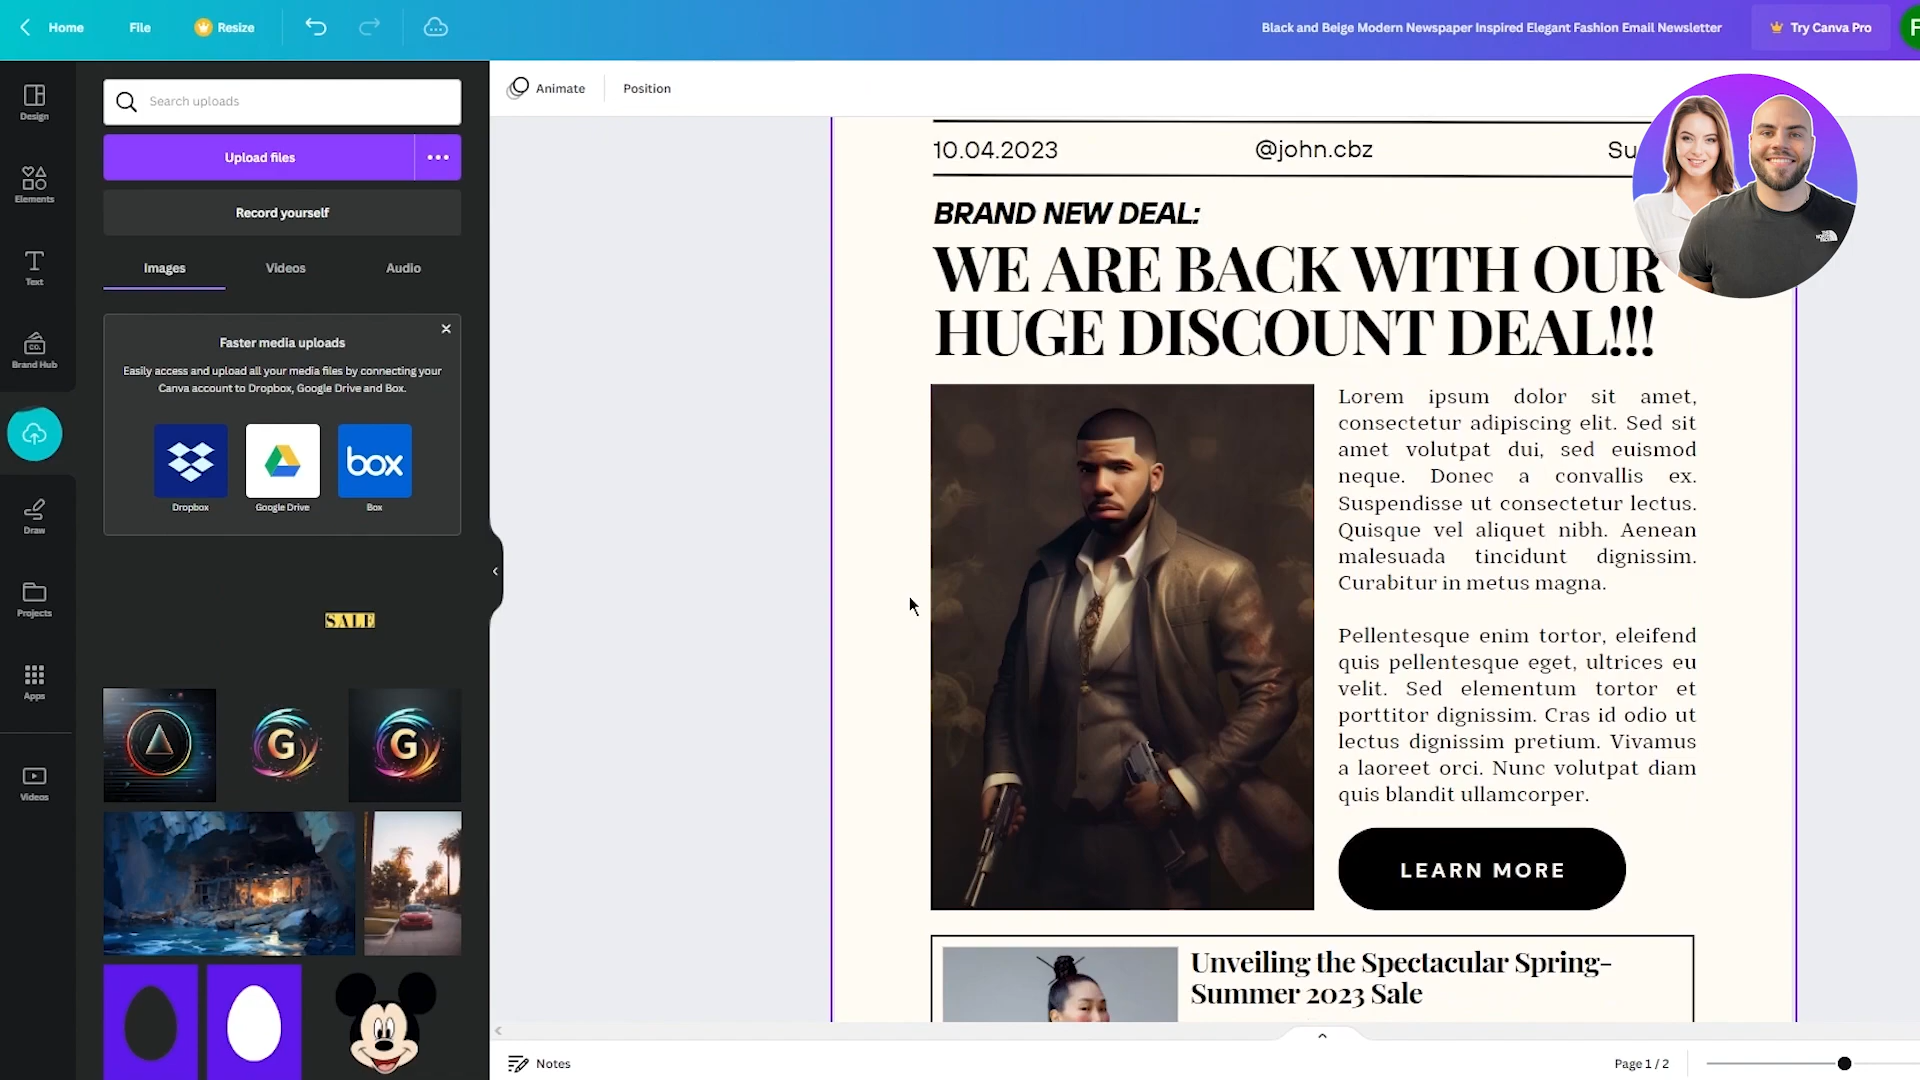 Home
File
Resize
Black and Beige Modern Newspaper Inspired Elegant Fashion Email Newsletter
Try Canva Pro
F
Design
Elements
Text
Brand Hub
CO.
Draw
Projects
Apps
Videos
Search uploads
Upload files
Record yourself
Images
Videos
Audio
Faster media uploads
Easily access and upload all your media files by connecting your
Canva account to Dropbox, Google Drive and Box.
box
Dropbox
Google Drive
Box
SALE
G
G
Animate
Position
10.04.2023
@john.cbz
Su
THE NORTH FACE
BRAND NEW DEAL:
WE ARE BACK WITH OUR
HUGE DISCOUNT DEAL!!!
Lorem ipsum dolor sit amet,
consectetur adipiscing elit. Sed sit
amet volutpat dui, sed euismod
neque. Donec a convallis ex.
Suspendisse ut consectetur lectus.
Quisque vel aliquet nibh. Aenean
malesuada tincidunt dignissim.
Curabitur in metus magna.
Pellentesque enim tortor, eleifend
quis pellentesque eget, ultrices eu
velit. Sed elementum tortor et
porttitor dignissim. Cras id odio ut
lectus dignissim pretium. Vivamus
a laoreet orci. Nunc volutpat diam
quis blandit ullamcorper.
LEARN MORE
Unveiling the Spectacular Spring-
Summer 2023 Sale
Notes
Page 1 / 2